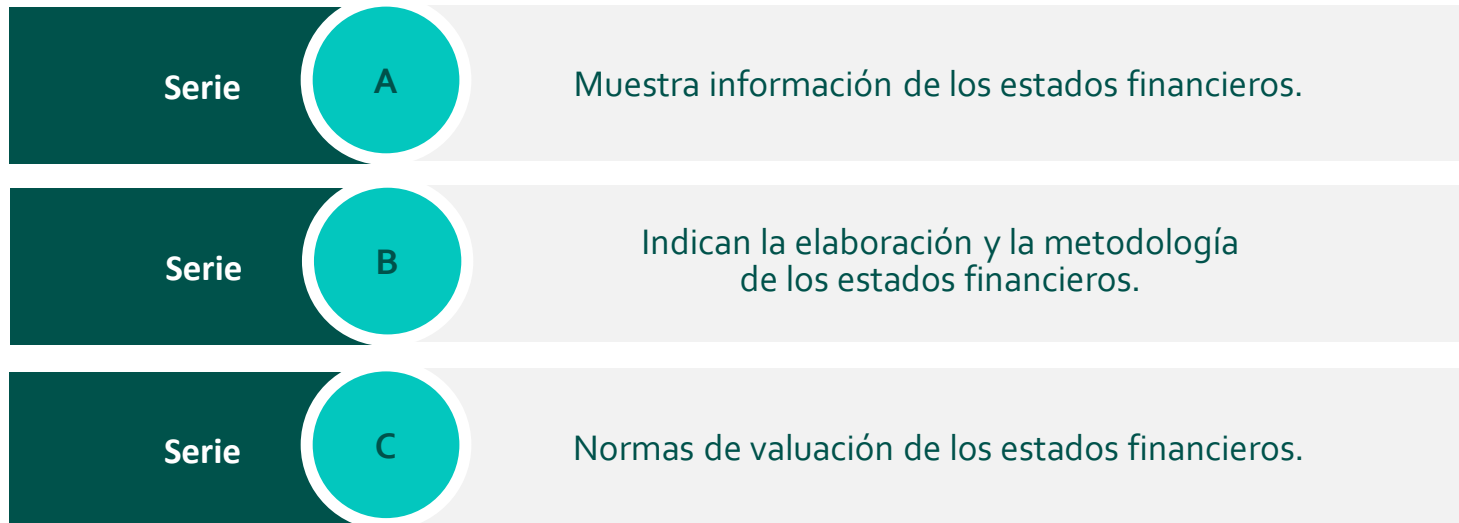 Serie
A
Muestra información de los estados financieros.
Serie
B
Indican la elaboración y la metodología
de los estados financieros.
Serie
C
Normas de valuación de los estados financieros.